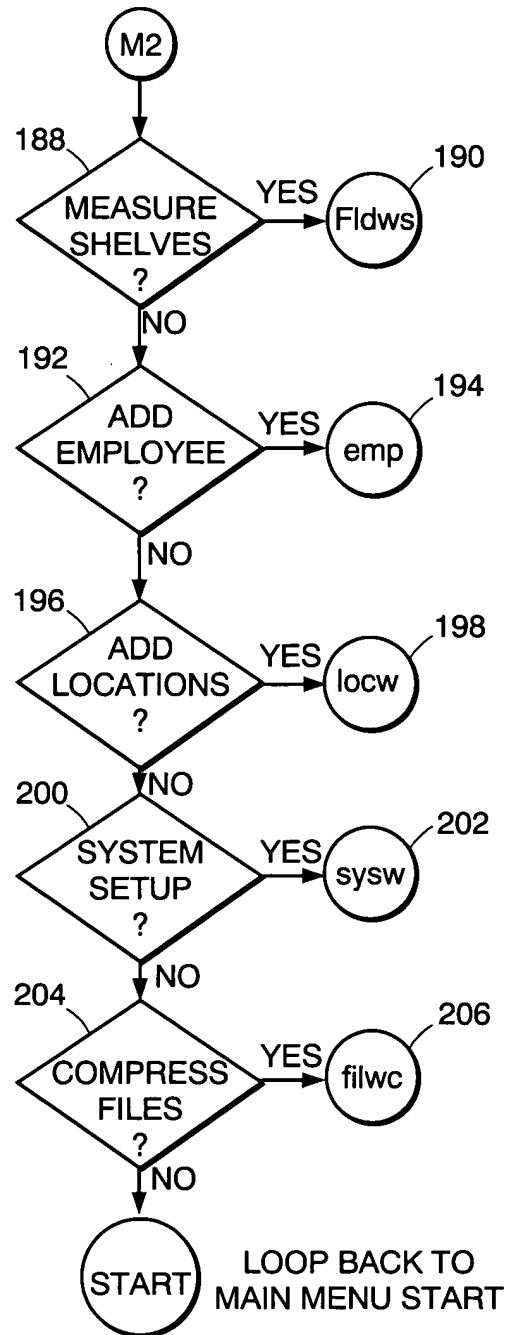 M2
188
190
MEASURE
SHELVES
?
YES
Fldws
NO
192
194
ADD
EMPLOYEE
?
YES
emp
NO
196
198
ADD
LOCATIONS
?
YES
locw
NO
200
202
SYSTEM
SETUP
?
YES
sysw
NO
204
206
COMPRESS
FILES
?
YES
filwc
NO
START
LOOP BACK TO
MAIN MENU START